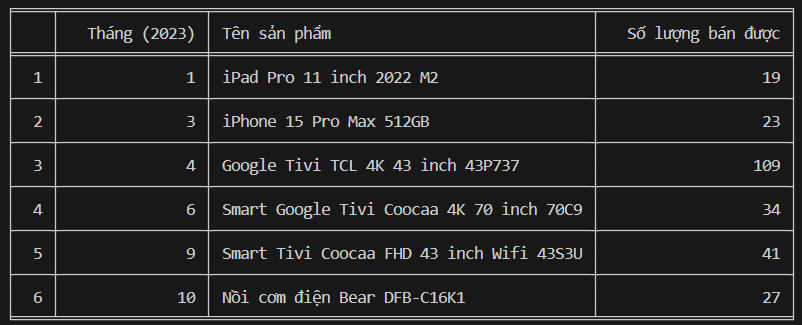 Tháng (2023) Tên sản phẩm Số lượng bán được
1 1 iPad Pro 11 inch 2022 M2 19
2 3 iPhone 15 Pro Max 512GB 23
3 4 Google Tivi TCL 4K 43 inch 43P737 109
4 6 Smart Google Tivi Coocaa 4K 70 inch 70C9 34
5 9 Smart Tivi Coocaa FHD 43 inch Wifi 43S3U 41
6 10 Nồi cơm điện Bear DFB-C16K1 27